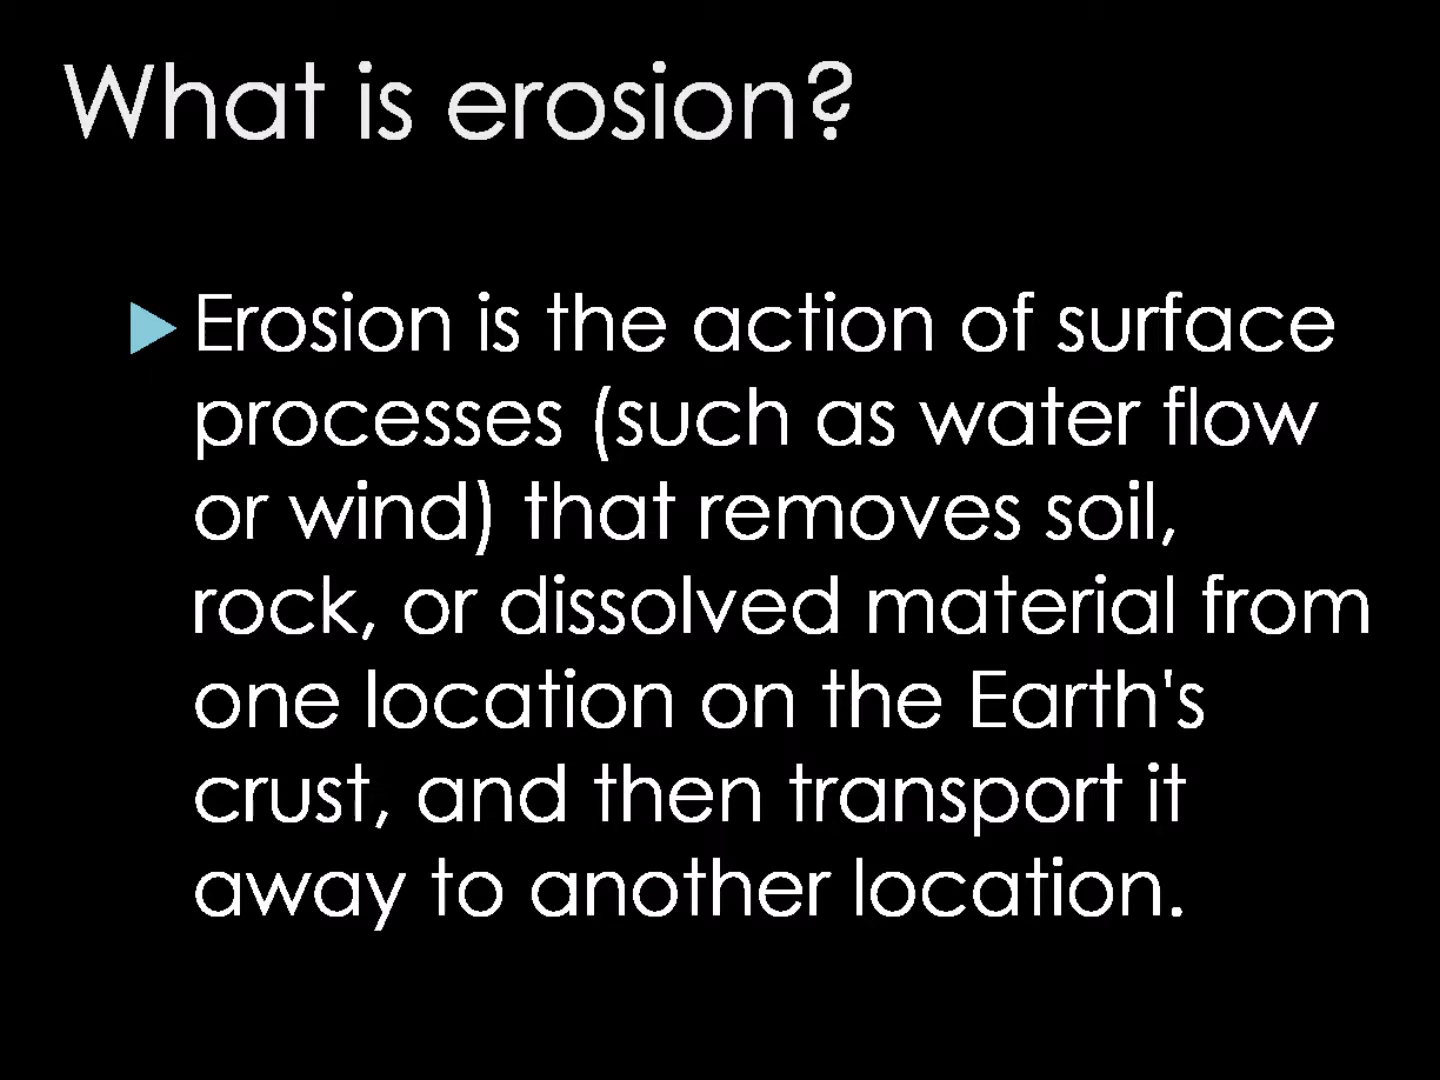 What is erosion?
Erosion is the action of surface
processes (such as water flow
or wind) that removes soil,
rock, or dissolved material from
one location on the Earth's
crust, and then transport it
away to another location.